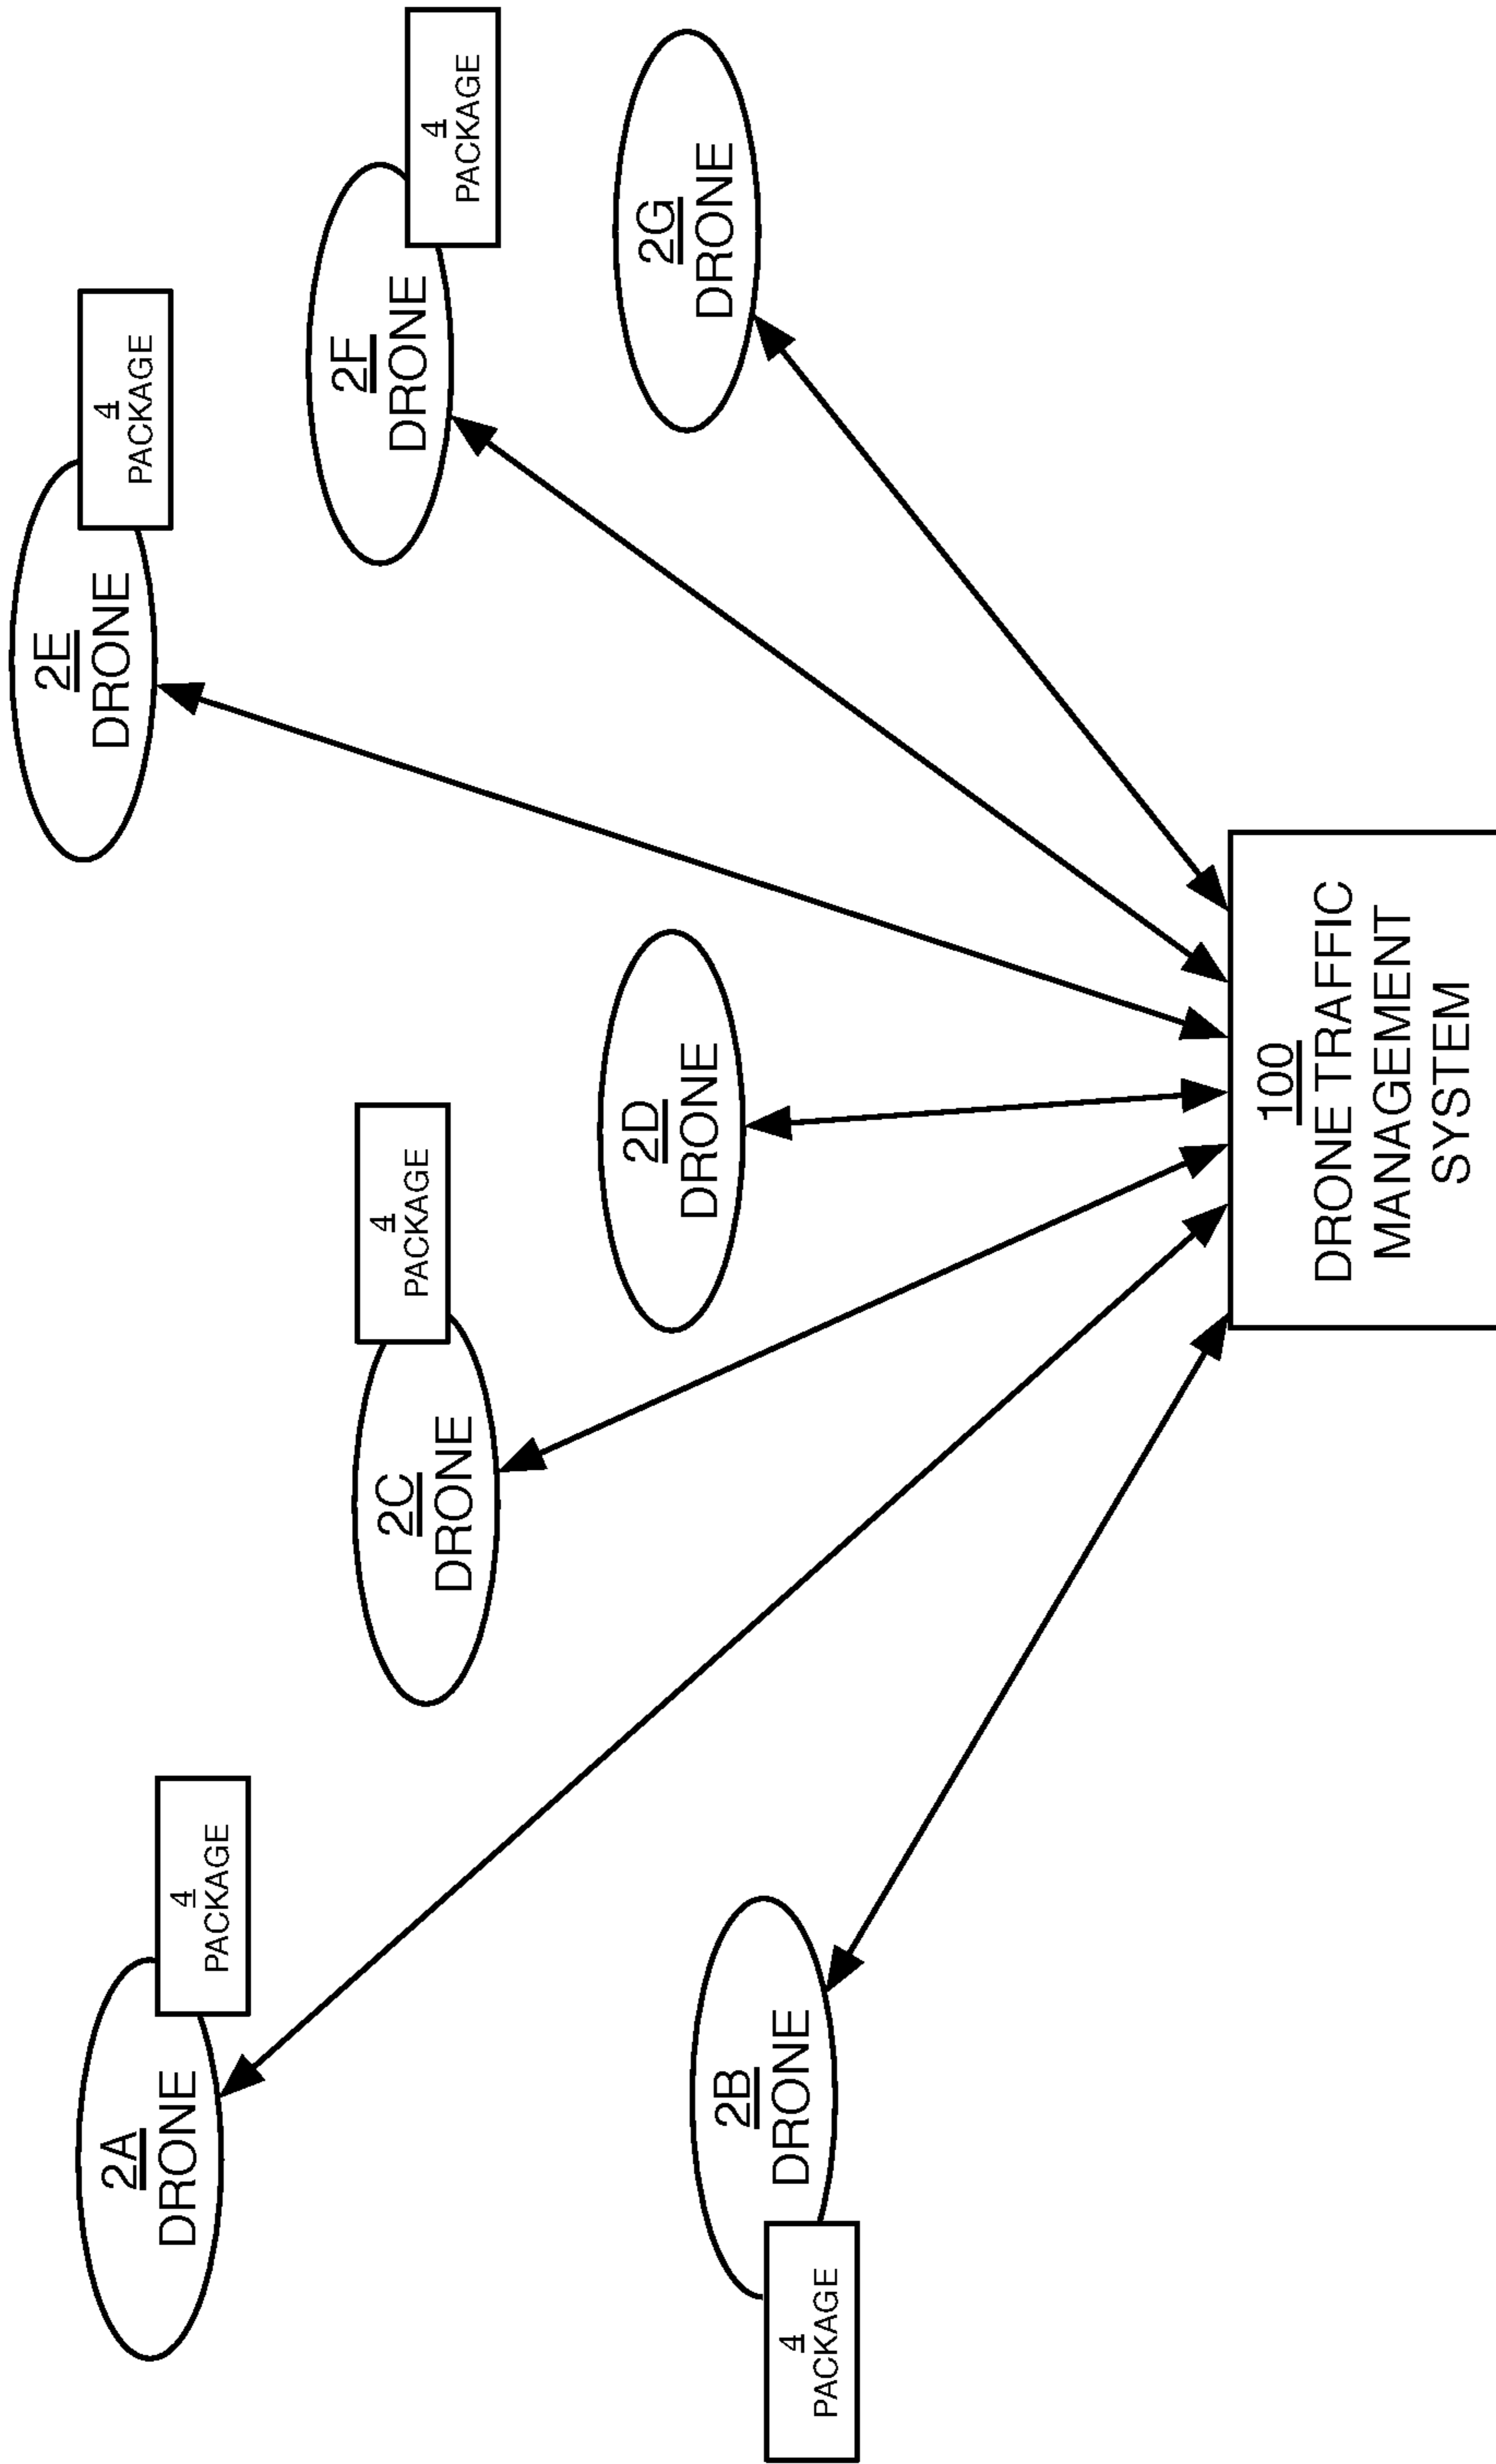 2A
DRONE
4
PACKAGE
2B
DRONE
4
PACKAGE
2C
DRONE
4
PACKAGE
2D
DRONE
2E
DRONE
4
PACKAGE
2F
DRONE
4
PACKAGE
2G
DRONE
100
DRONE TRAFFIC
MANAGEMENT
SYSTEM